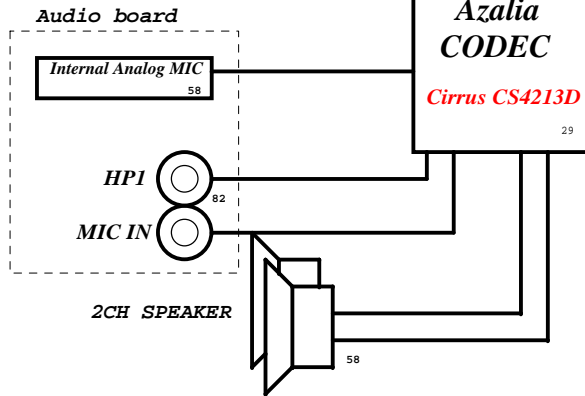 Audio board
Azalia
CODEC
Internal Analog MIC
58
Cirrus CS4213D
29
HP1
82
MIC IN
2CH SPEAKER
58